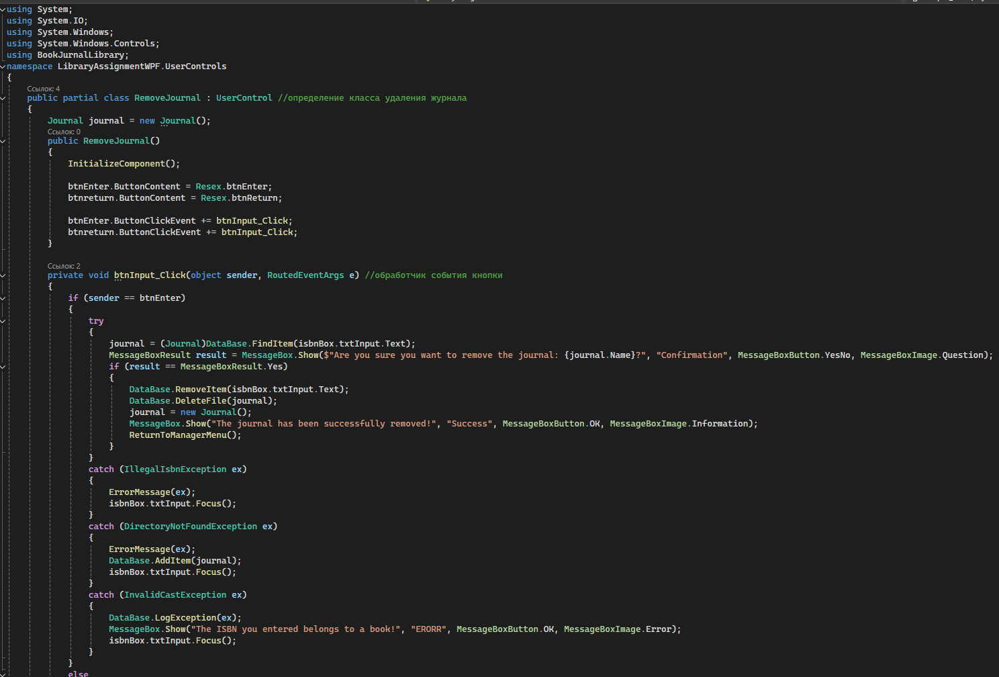 using System;
using System.IO;
using System.Windows;
using System.Windows.Controls;
using BookJurnalLibrary;
namespace LibraryAssignmentWPF.UserControls
{
Ссылок: 4
public partial class RemoveJournal : UserControl //определение класса удаления журнала
{
Journal journal = new Journal();
Ссылок: 0
public RemoveJournal()
{
InitializeComponent();
btnEnter.ButtonContent = Resex.btnEnter;
btnreturn.ButtonContent = Resex.btnReturn;
btnEnter.ButtonClickEvent += btnInput_Click;
btnreturn.ButtonClickEvent += btnInput_Click;
}
Ссылок: 2
private void btnInput_Click(object sender, RoutedEventArgs e) //обработчик события кнопки
{
if (sender == btnEnter)
{
try
{
journal = (Journal)DataBase.FindItem(isbnBox.txtInput.Text);
MessageBoxResult result = MessageBox.Show($"Are you sure you want to remove the journal: {journal.Name}?", "Confirmation", MessageBoxButton.YesNo, MessageBoxImage.Question);
if (result == MessageBoxResult.Yes)
{
DataBase.RemoveItem(isbnBox.txtInput.Text);
DataBase.DeleteFile(journal);
journal = new Journal();
MessageBox.Show("The journal has been successfully removed!", "Success", MessageBoxButton.OK, MessageBoxImage.Information);
ReturnToManagerMenu();
}
}
catch (IllegalIsbnException ex)
{
ErrorMessage(ex);
isbnBox.txtInput.Focus();
}
catch (DirectoryNotFoundException ex)
{
ErrorMessage(ex);
DataBase.AddItem(journal);
isbnBox.txtInput.Focus();
}
catch (InvalidCastException ex)
{
DataBase.LogException(ex);
MessageBox.Show("The ISBN you entered belongs to a book!", "ERORR", MessageBoxButton.OK, MessageBoxImage.Error);
isbnBox.txtInput.Focus();
}
}
else